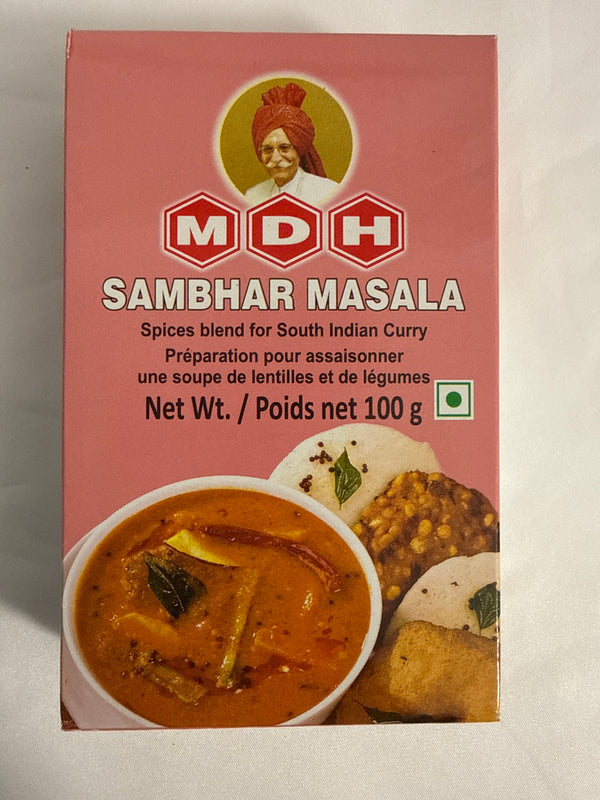 MDH
SAMBHAR MASALA
Spices blend for South Indian Curry
Préparation pour assaisonner
une soupe de lentilles et de légumes
Net Wt. / Poids net 100 g